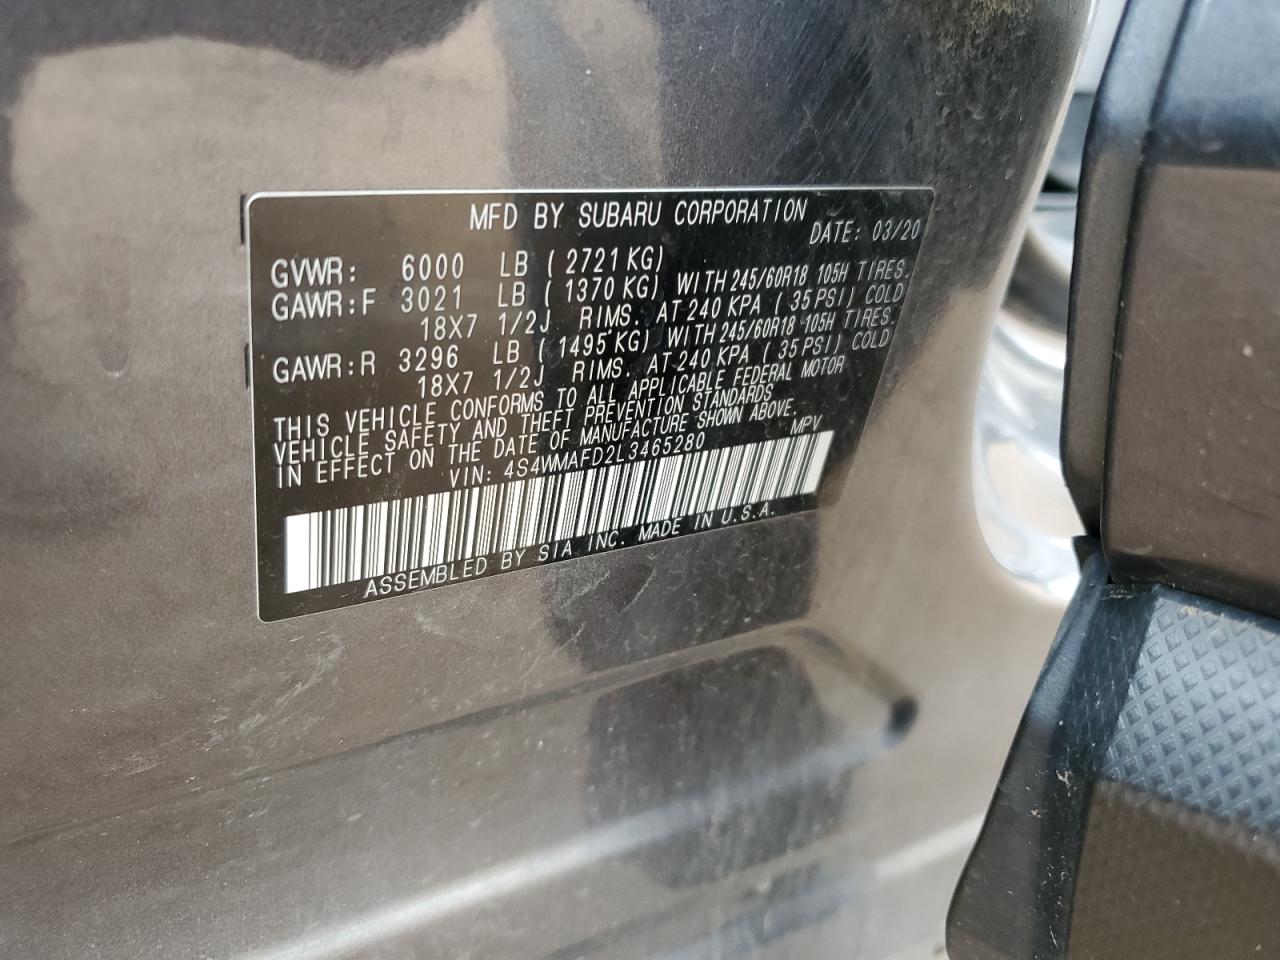 MFD BY SUBARU CORPORATION
DATE: 03/20
GVWR: 6000 LB ( 2721 KG)
GAWR:F 3021 LB ( 1370 KG) WITH 245/60R18 105H TIRES.
18X7 1/2J RIMS. AT 240 KPA ( 35 PSI) COLD
GAWR:R 3296 LB ( 1495 KG) WITH 245/60R18 105H TIRES.
18X7 1/2J RIMS. AT 240 KPA ( 35 PSI) COLD
THIS VEHICLE CONFORMS TO ALL APPLICABLE FEDERAL MOTOR
VEHICLE SAFETY AND THEFT PREVENTION STANDARDS
IN EFFECT ON THE DATE OF MANUFACTURE SHOWN ABOVE.
VIN: 4S4WMAFD2L3465280 MPV
ASSEMBLED BY SIA INC. MADE IN U.S.A.